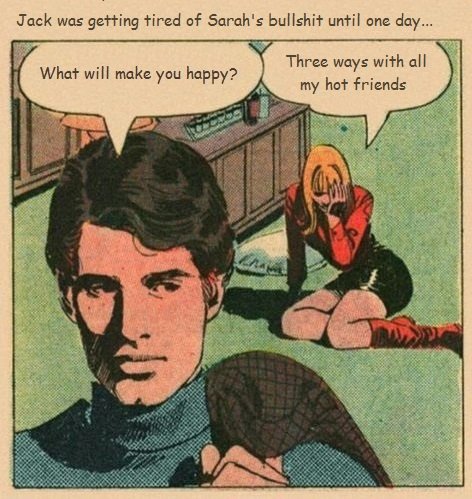 Jack was getting tired of Sarah's bullshit until one day...
What will make you happy?
Three ways with all
my hot friends